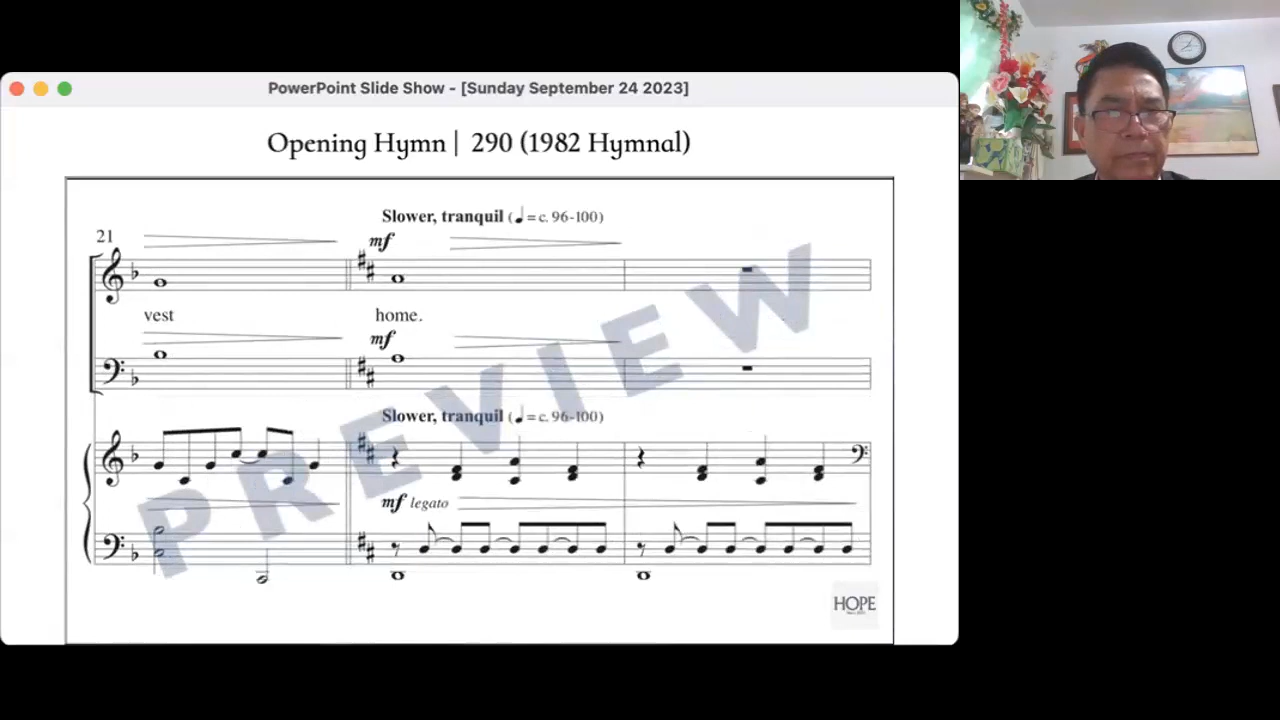 PowerPoint Slide Show - [Sunday September 24 2023]
Opening Hymn | 290 (1982 Hymnal)
Slower, tranquil (♩ = c. 96-100)
21
mf
vest home.
mf
Slower, tranquil (♩ = c. 96-100)
PREVIEW
mf legato
HOPE